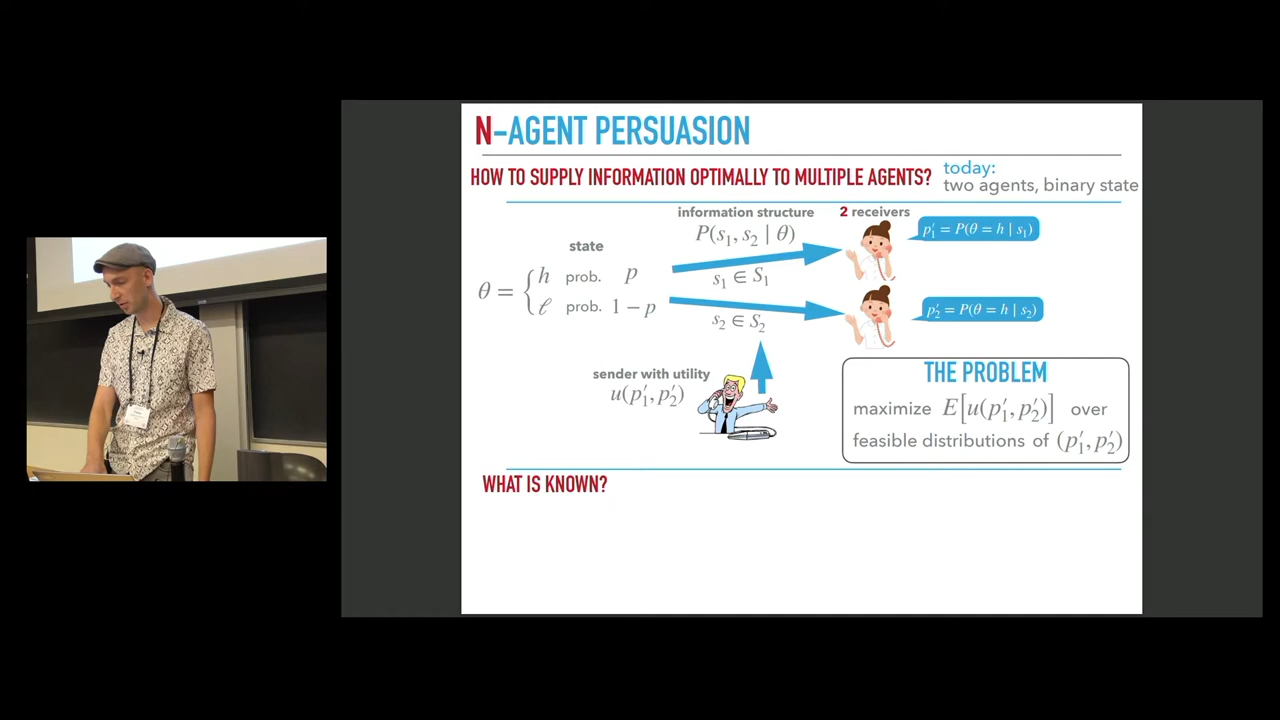 N-AGENT PERSUASION
HOW TO SUPPLY INFORMATION OPTIMALLY TO MULTIPLE AGENTS?
today:
two agents, binary state
information structure
P(s₁, s₂ | θ)
2 receivers
p′₁ = P(θ = h | s₁)
state
θ = { h prob. p
ℓ prob. 1 − p
s₁ ∈ S₁
s₂ ∈ S₂
p′₂ = P(θ = h | s₂)
sender with utility
u(p′₁, p′₂)
THE PROBLEM
maximize E[u(p′₁, p′₂)] over
feasible distributions of (p′₁, p′₂)
WHAT IS KNOWN?